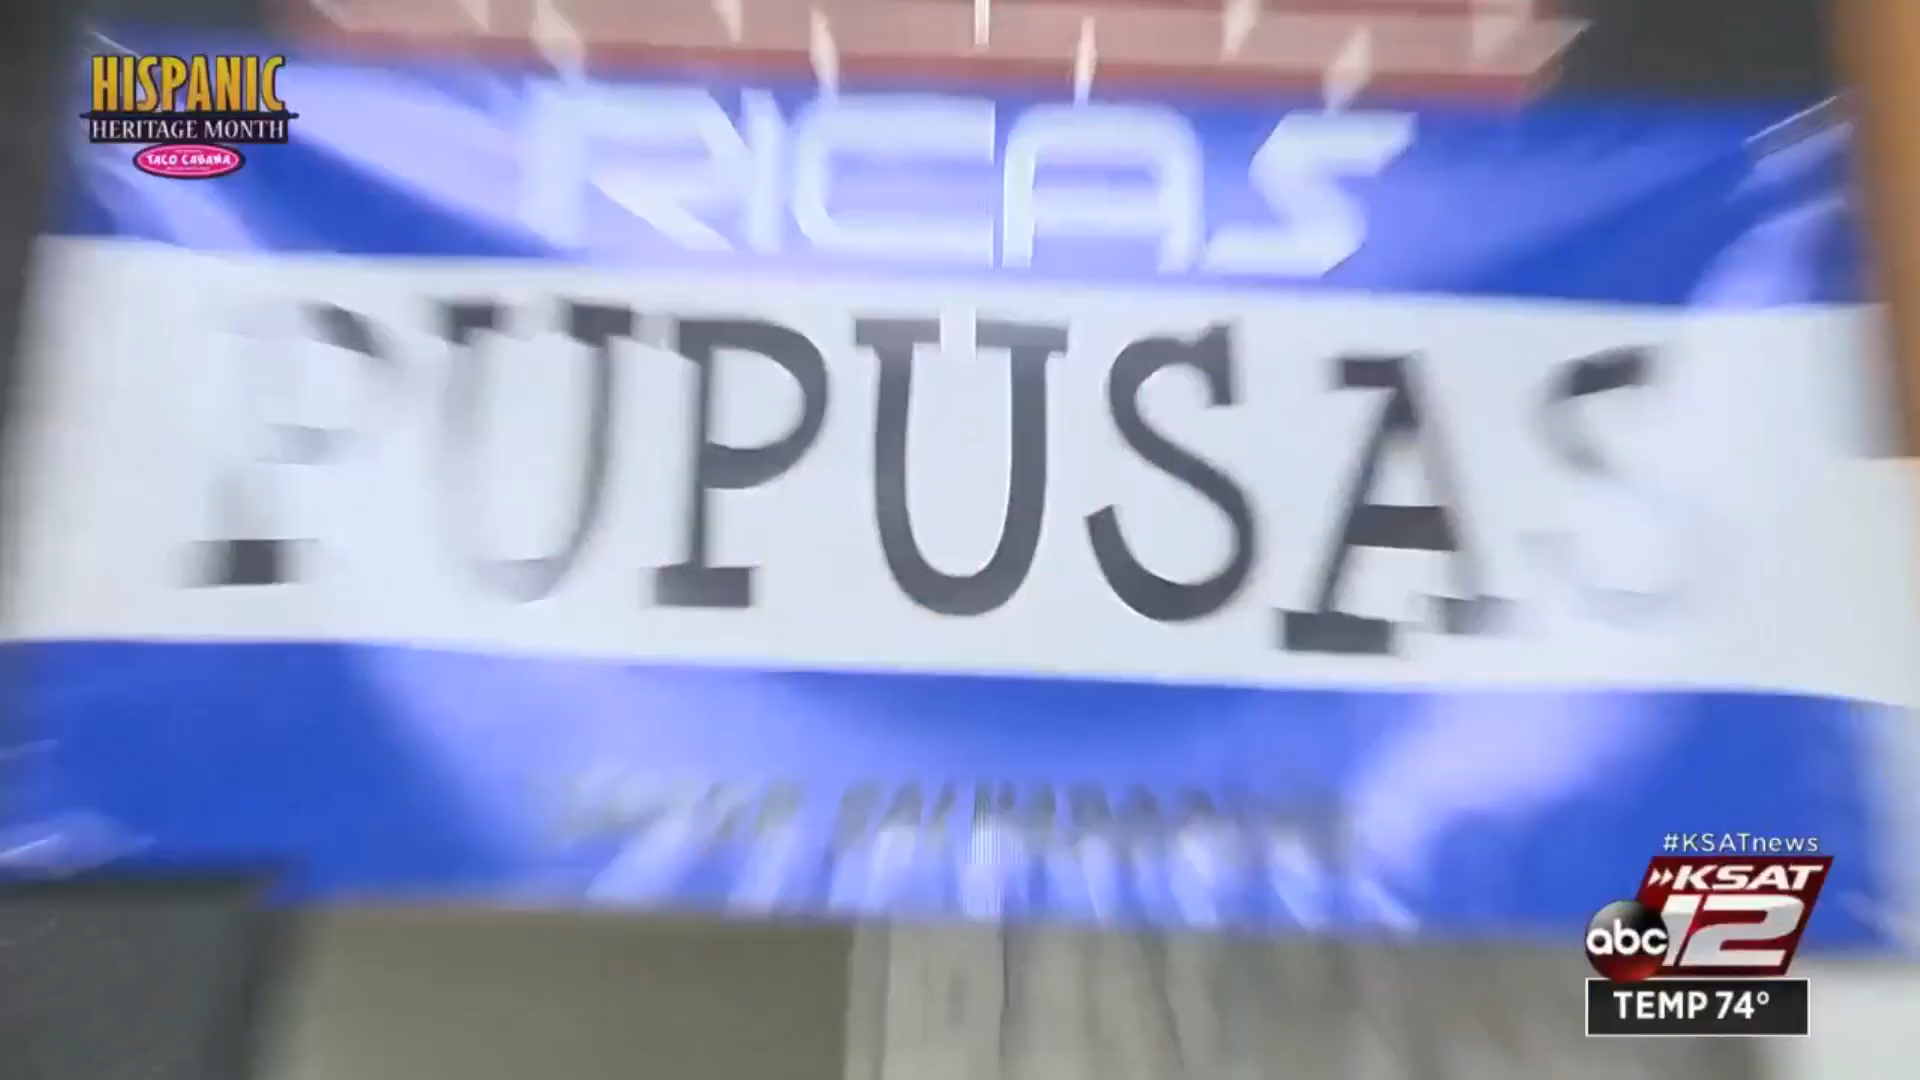 HISPANIC
HERITAGE MONTH
TACO CABANA
RICAS
PUPUSAS
#KSATnews
KSAT
abc 12
TEMP 74°